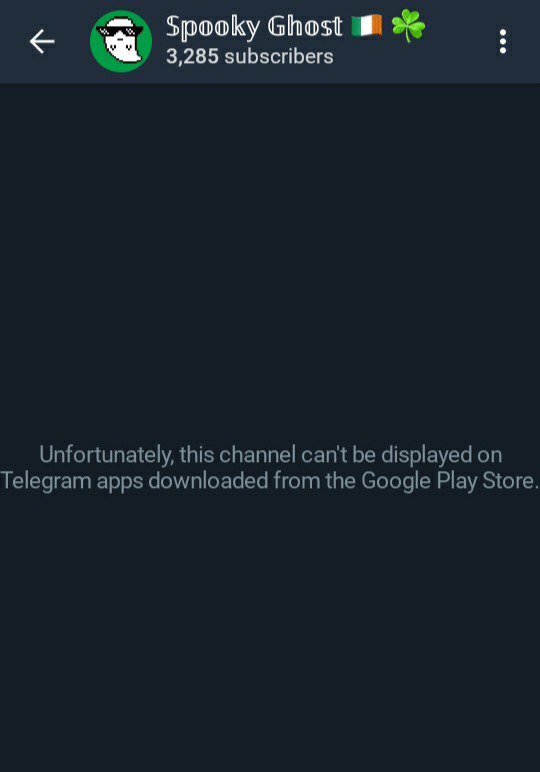 𝕊𝕡𝕠𝕠𝕜𝕪 𝔾𝕙𝕠𝕤𝕥 🇮🇪 ☘️
3,285 subscribers
Unfortunately, this channel can't be displayed on
Telegram apps downloaded from the Google Play Store.